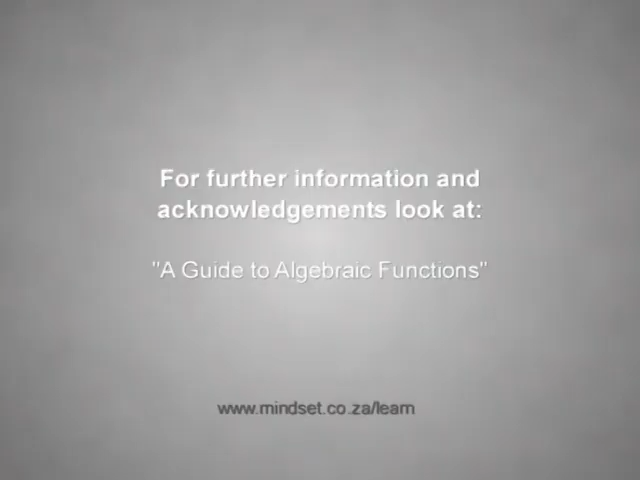 For further information and
acknowledgements look at:
"A Guide to Algebraic Functions"
www.mindset.co.za/learn